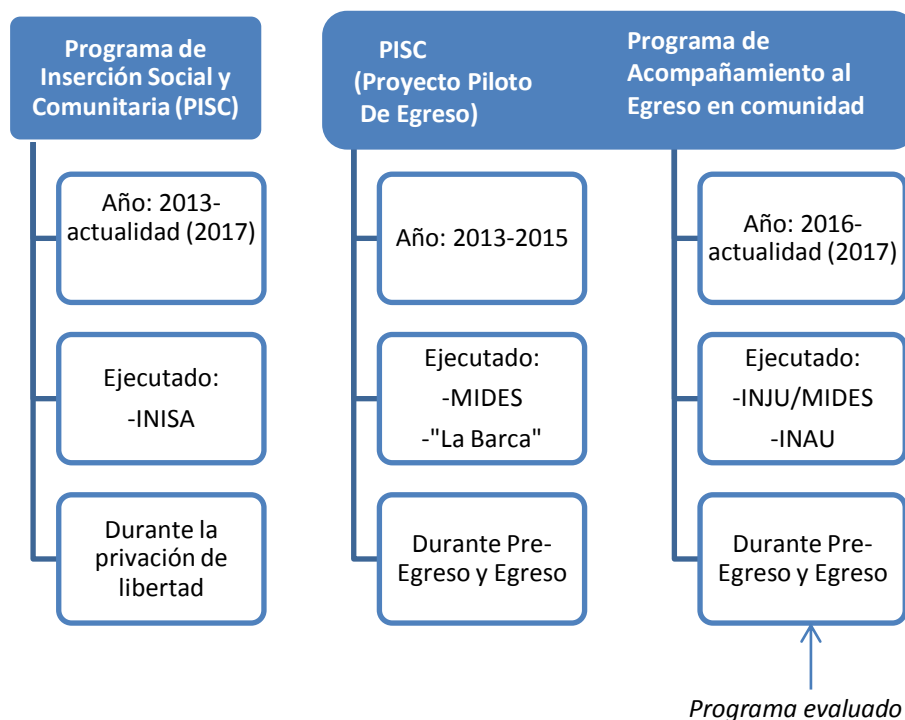 Programa de
Inserción Social y
Comunitaria (PISC)
Año: 2013-
actualidad (2017)
Ejecutado:
-INISA
Durante la
privación de
libertad
PISC
(Proyecto Piloto
De Egreso)
Año: 2013-2015
Ejecutado:
-MIDES
-"La Barca"
Durante Pre-
Egreso y Egreso
Programa de
Acompañamiento al
Egreso en comunidad
Año: 2016-
actualidad (2017)
Ejecutado:
-INJU/MIDES
-INAU
Durante Pre-
Egreso y Egreso
Programa evaluado